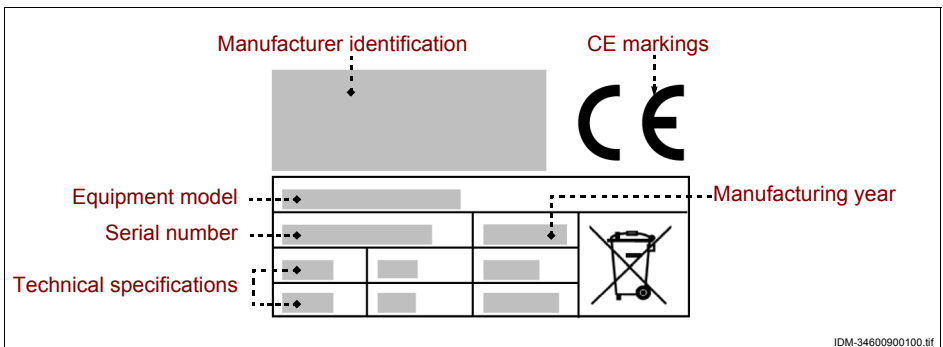 Manufacturer identification
CE markings
CE
Equipment model
Manufacturing year
Serial number
Technical specifications
IDM-34600900100.tif